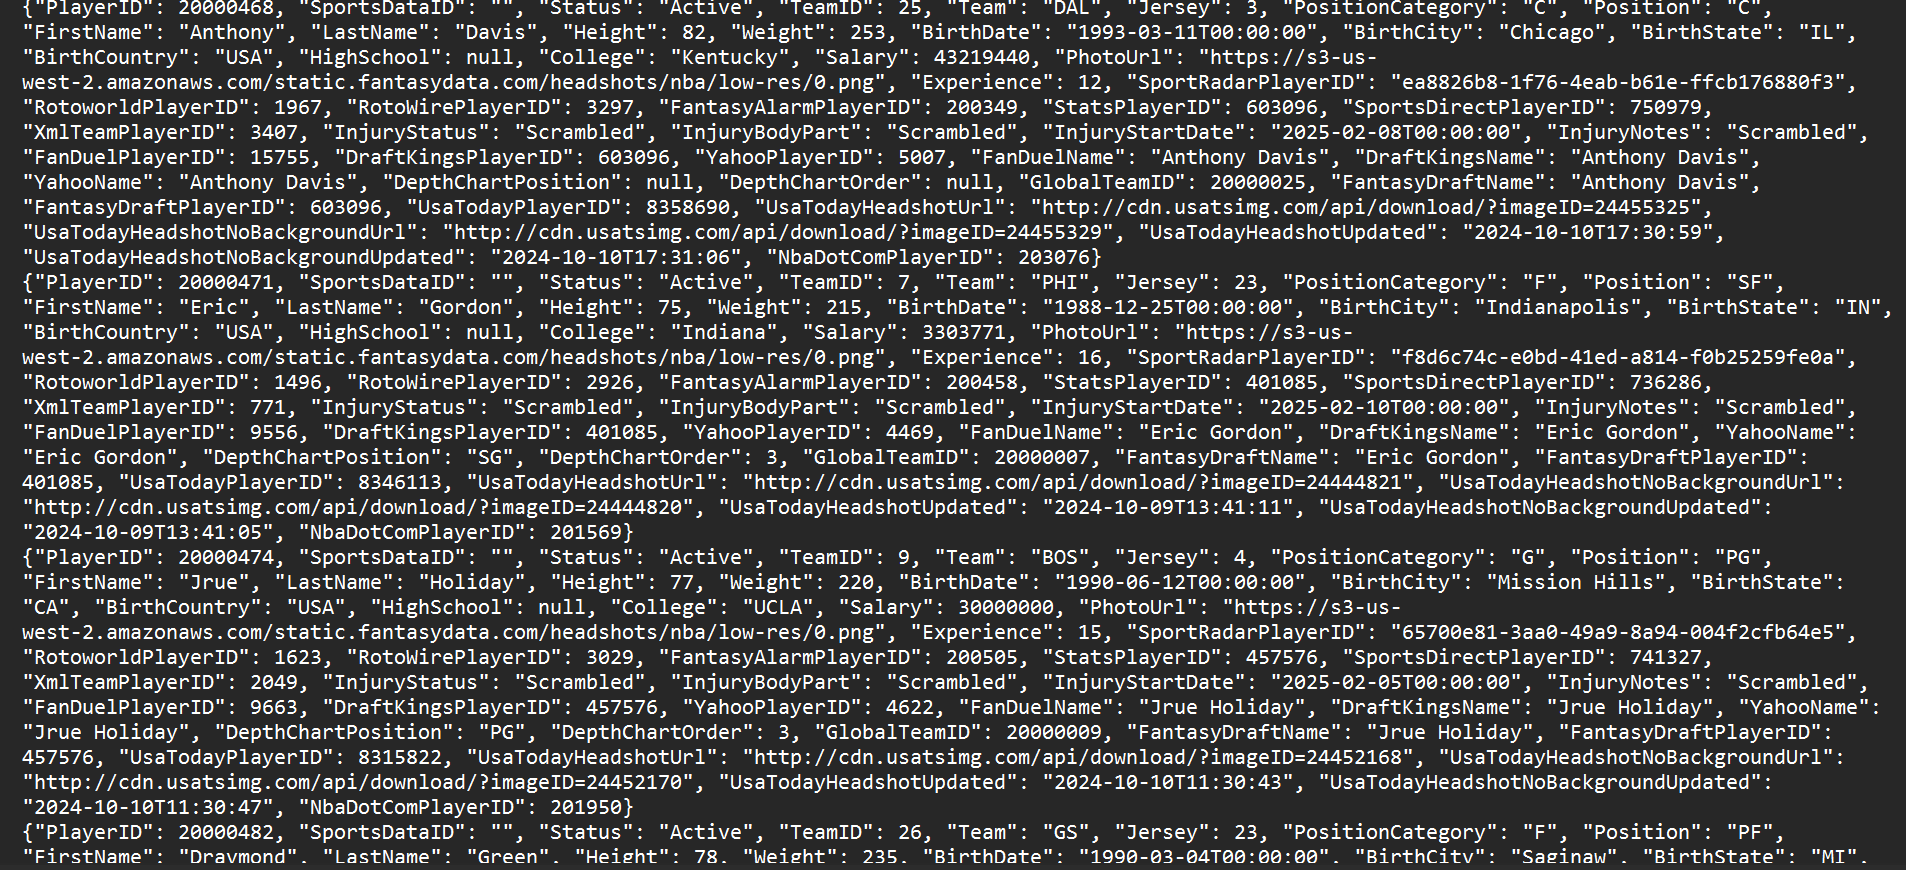 {"PlayerID": 20000468, "SportsDataID": "", "Status": "Active", "TeamID": 25, "Team": "DAL", "Jersey": 3, "PositionCategory": "C", "Position": "C",
"FirstName": "Anthony", "LastName": "Davis", "Height": 82, "Weight": 253, "BirthDate": "1993-03-11T00:00:00", "BirthCity": "Chicago", "BirthState": "IL",
"BirthCountry": "USA", "HighSchool": null, "College": "Kentucky", "Salary": 43219440, "PhotoUrl": "https://s3-us-
west-2.amazonaws.com/static.fantasydata.com/headshots/nba/low-res/0.png", "Experience": 12, "SportRadarPlayerID": "ea8826b8-1f76-4eab-b61e-ffcb176880f3",
"RotoworldPlayerID": 1967, "RotoWirePlayerID": 3297, "FantasyAlarmPlayerID": 200349, "StatsPlayerID": 603096, "SportsDirectPlayerID": 750979,
"XmlTeamPlayerID": 3407, "InjuryStatus": "Scrambled", "InjuryBodyPart": "Scrambled", "InjuryStartDate": "2025-02-08T00:00:00", "InjuryNotes": "Scrambled",
"FanDuelPlayerID": 15755, "DraftKingsPlayerID": 603096, "YahooPlayerID": 5007, "FanDuelName": "Anthony Davis", "DraftKingsName": "Anthony Davis",
"YahooName": "Anthony Davis", "DepthChartPosition": null, "DepthChartOrder": null, "GlobalTeamID": 20000025, "FantasyDraftName": "Anthony Davis",
"FantasyDraftPlayerID": 603096, "UsaTodayPlayerID": 8358690, "UsaTodayHeadshotUrl": "http://cdn.usatsimg.com/api/download/?imageID=24455325",
"UsaTodayHeadshotNoBackgroundUrl": "http://cdn.usatsimg.com/api/download/?imageID=24455329", "UsaTodayHeadshotUpdated": "2024-10-10T17:30:59",
"UsaTodayHeadshotNoBackgroundUpdated": "2024-10-10T17:31:06", "NbaDotComPlayerID": 203076}
{"PlayerID": 20000471, "SportsDataID": "", "Status": "Active", "TeamID": 7, "Team": "PHI", "Jersey": 23, "PositionCategory": "F", "Position": "SF",
"FirstName": "Eric", "LastName": "Gordon", "Height": 75, "Weight": 215, "BirthDate": "1988-12-25T00:00:00", "BirthCity": "Indianapolis", "BirthState": "IN",
"BirthCountry": "USA", "HighSchool": null, "College": "Indiana", "Salary": 3303771, "PhotoUrl": "https://s3-us-
west-2.amazonaws.com/static.fantasydata.com/headshots/nba/low-res/0.png", "Experience": 16, "SportRadarPlayerID": "f8d6c74c-e0bd-41ed-a814-f0b25259fe0a",
"RotoworldPlayerID": 1496, "RotoWirePlayerID": 2926, "FantasyAlarmPlayerID": 200458, "StatsPlayerID": 401085, "SportsDirectPlayerID": 736286,
"XmlTeamPlayerID": 771, "InjuryStatus": "Scrambled", "InjuryBodyPart": "Scrambled", "InjuryStartDate": "2025-02-10T00:00:00", "InjuryNotes": "Scrambled",
"FanDuelPlayerID": 9556, "DraftKingsPlayerID": 401085, "YahooPlayerID": 4469, "FanDuelName": "Eric Gordon", "DraftKingsName": "Eric Gordon", "YahooName":
"Eric Gordon", "DepthChartPosition": "SG", "DepthChartOrder": 3, "GlobalTeamID": 20000007, "FantasyDraftName": "Eric Gordon", "FantasyDraftPlayerID":
401085, "UsaTodayPlayerID": 8346113, "UsaTodayHeadshotUrl": "http://cdn.usatsimg.com/api/download/?imageID=24444821", "UsaTodayHeadshotNoBackgroundUrl":
"http://cdn.usatsimg.com/api/download/?imageID=24444820", "UsaTodayHeadshotUpdated": "2024-10-09T13:41:11", "UsaTodayHeadshotNoBackgroundUpdated":
"2024-10-09T13:41:05", "NbaDotComPlayerID": 201569}
{"PlayerID": 20000474, "SportsDataID": "", "Status": "Active", "TeamID": 9, "Team": "BOS", "Jersey": 4, "PositionCategory": "G", "Position": "PG",
"FirstName": "Jrue", "LastName": "Holiday", "Height": 77, "Weight": 220, "BirthDate": "1990-06-12T00:00:00", "BirthCity": "Mission Hills", "BirthState":
"CA", "BirthCountry": "USA", "HighSchool": null, "College": "UCLA", "Salary": 30000000, "PhotoUrl": "https://s3-us-
west-2.amazonaws.com/static.fantasydata.com/headshots/nba/low-res/0.png", "Experience": 15, "SportRadarPlayerID": "65700e81-3aa0-49a9-8a94-004f2cfb64e5",
"RotoworldPlayerID": 1623, "RotoWirePlayerID": 3029, "FantasyAlarmPlayerID": 200505, "StatsPlayerID": 457576, "SportsDirectPlayerID": 741327,
"XmlTeamPlayerID": 2049, "InjuryStatus": "Scrambled", "InjuryBodyPart": "Scrambled", "InjuryStartDate": "2025-02-05T00:00:00", "InjuryNotes": "Scrambled",
"FanDuelPlayerID": 9663, "DraftKingsPlayerID": 457576, "YahooPlayerID": 4622, "FanDuelName": "Jrue Holiday", "DraftKingsName": "Jrue Holiday", "YahooName":
"Jrue Holiday", "DepthChartPosition": "PG", "DepthChartOrder": 3, "GlobalTeamID": 20000009, "FantasyDraftName": "Jrue Holiday", "FantasyDraftPlayerID":
457576, "UsaTodayPlayerID": 8315822, "UsaTodayHeadshotUrl": "http://cdn.usatsimg.com/api/download/?imageID=24452168", "UsaTodayHeadshotNoBackgroundUrl":
"http://cdn.usatsimg.com/api/download/?imageID=24452170", "UsaTodayHeadshotUpdated": "2024-10-10T11:30:43", "UsaTodayHeadshotNoBackgroundUpdated":
"2024-10-10T11:30:47", "NbaDotComPlayerID": 201950}
{"PlayerID": 20000482, "SportsDataID": "", "Status": "Active", "TeamID": 26, "Team": "GS", "Jersey": 23, "PositionCategory": "F", "Position": "PF",
"FirstName": "Draymond", "LastName": "Green", "Height": 78, "Weight": 235, "BirthDate": "1990-03-04T00:00:00", "BirthCity": "Saginaw", "BirthState": "MI",